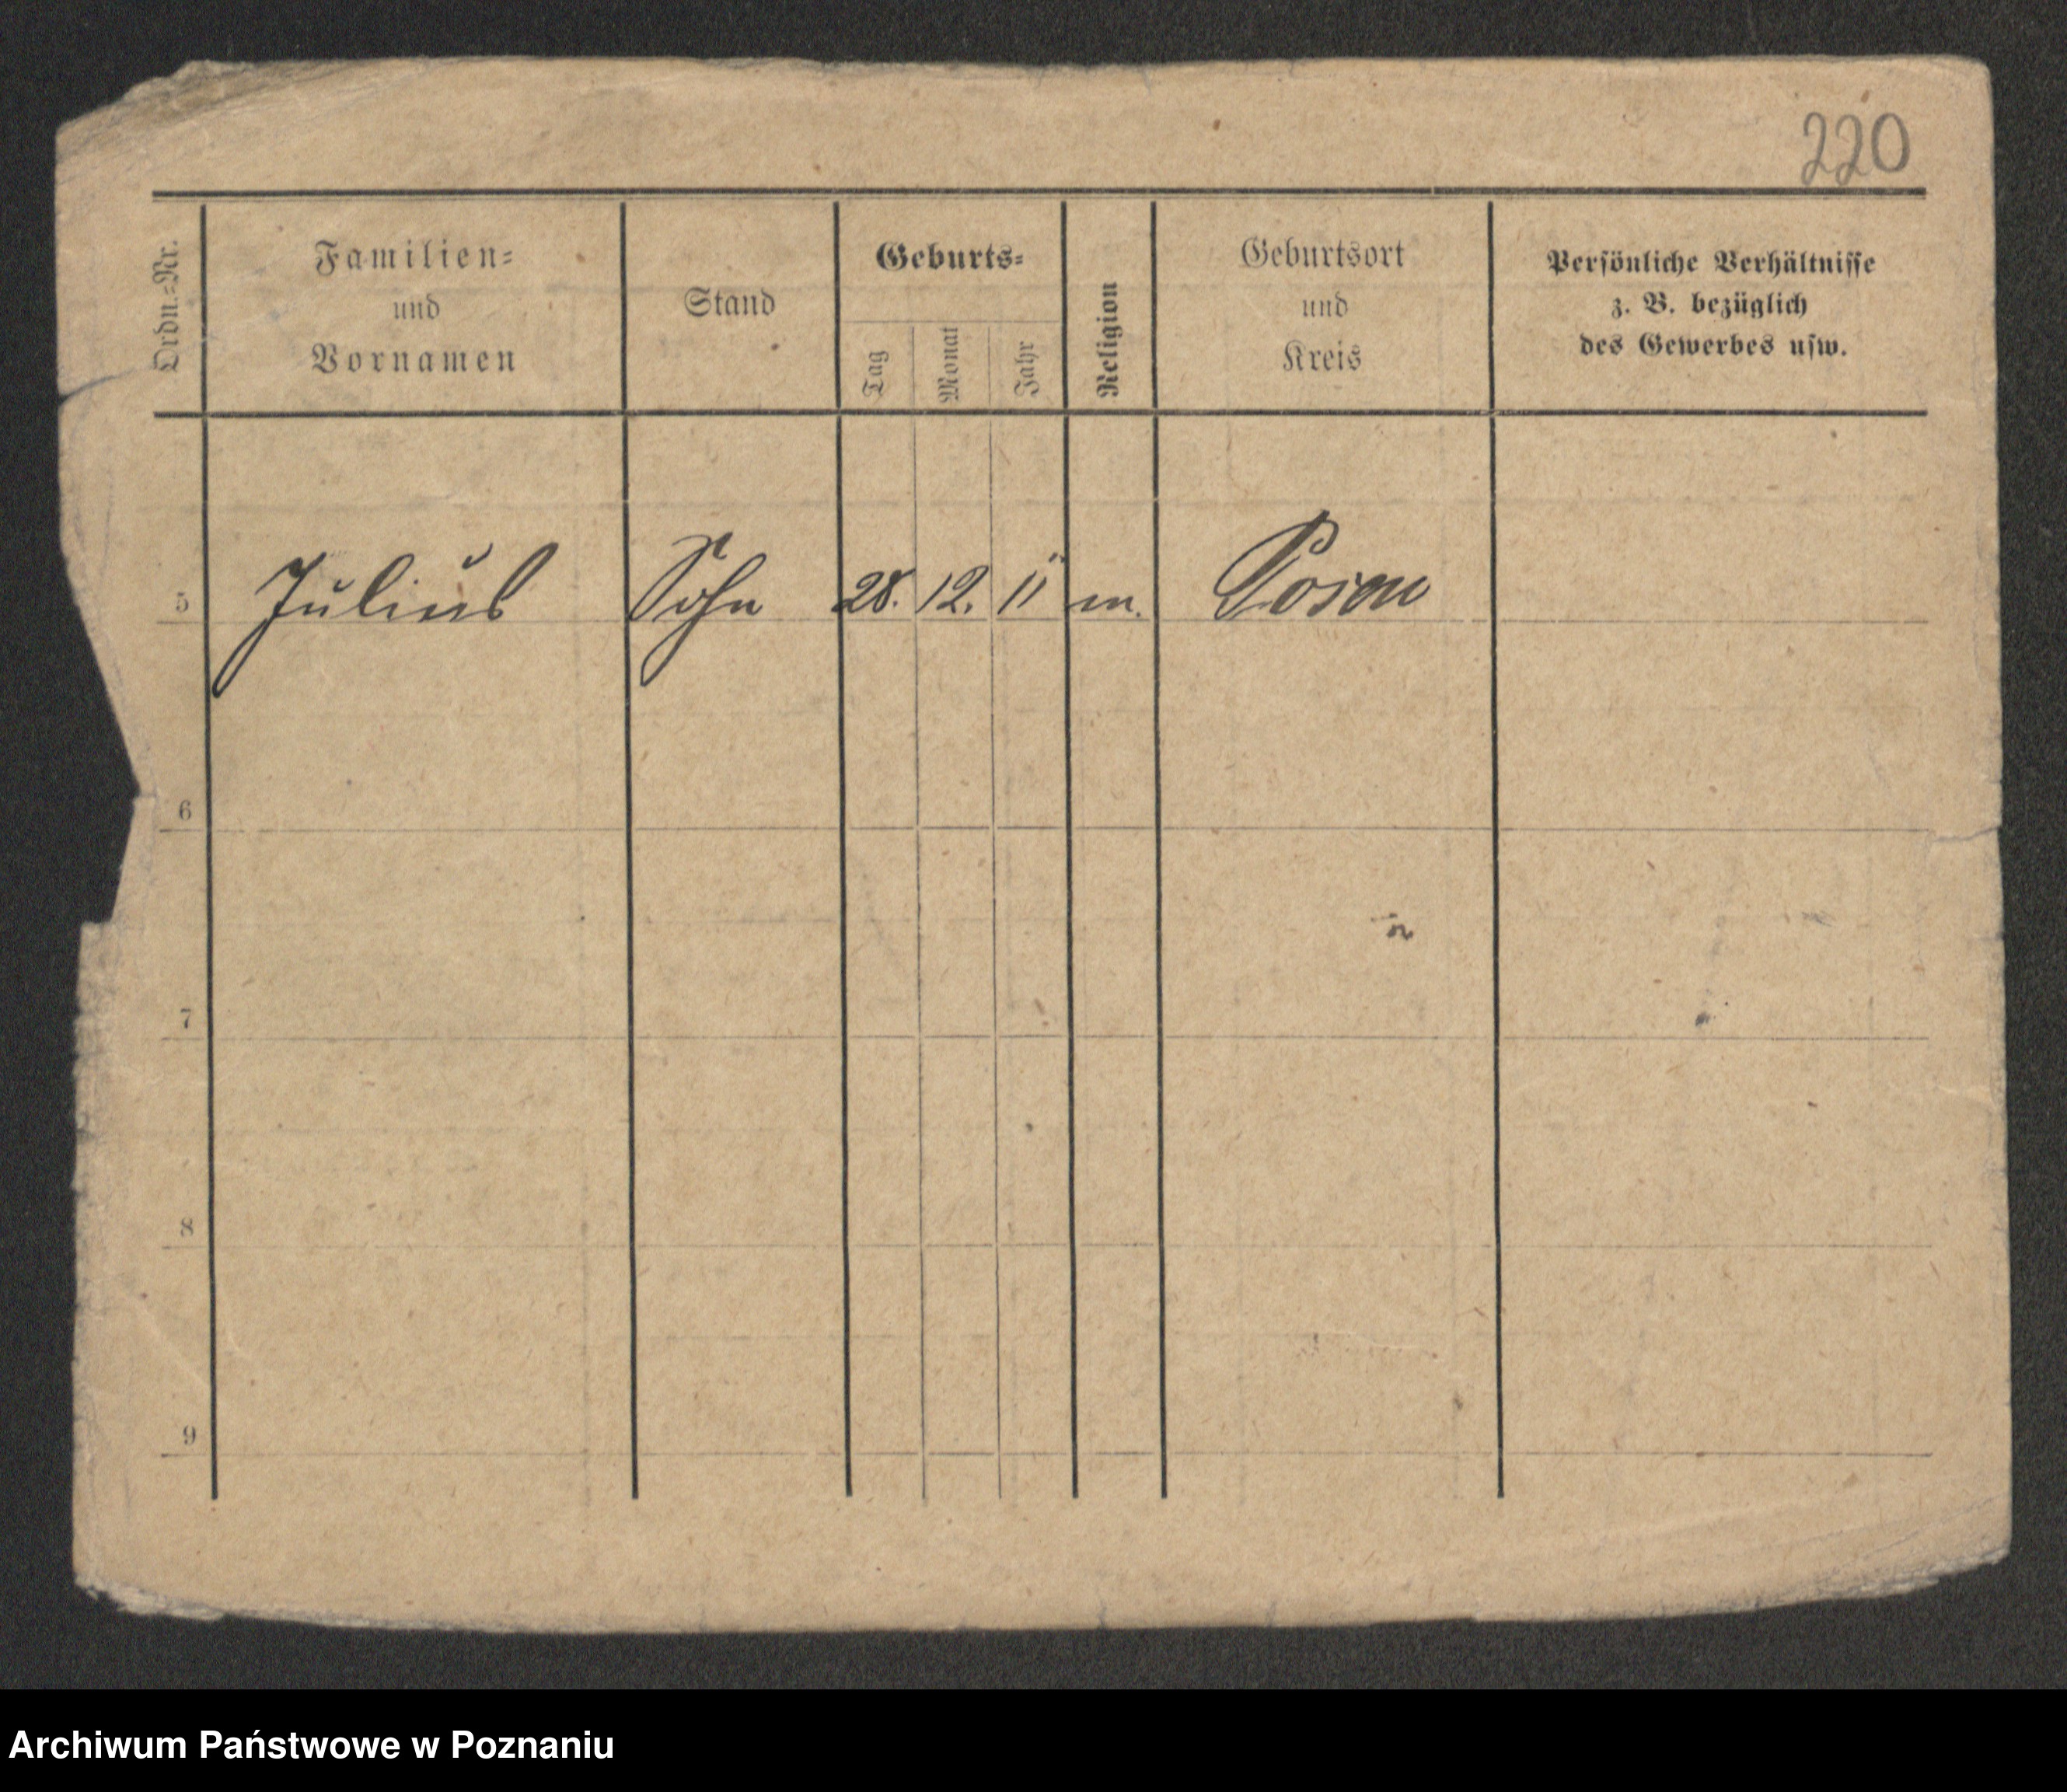 220
Ordn.-Nr.
Familien-
und
Vornamen
Stand
Geburts-
Tag
Monat
Jahr
Religion
Geburtsort
und
Kreis
Persönliche Verhältnisse
z. B. bezüglich
des Gewerbes usw.
5 Julius Sohn 28. 12. 11 m. Posen
6
7
8
9
Archiwum Państwowe w Poznaniu